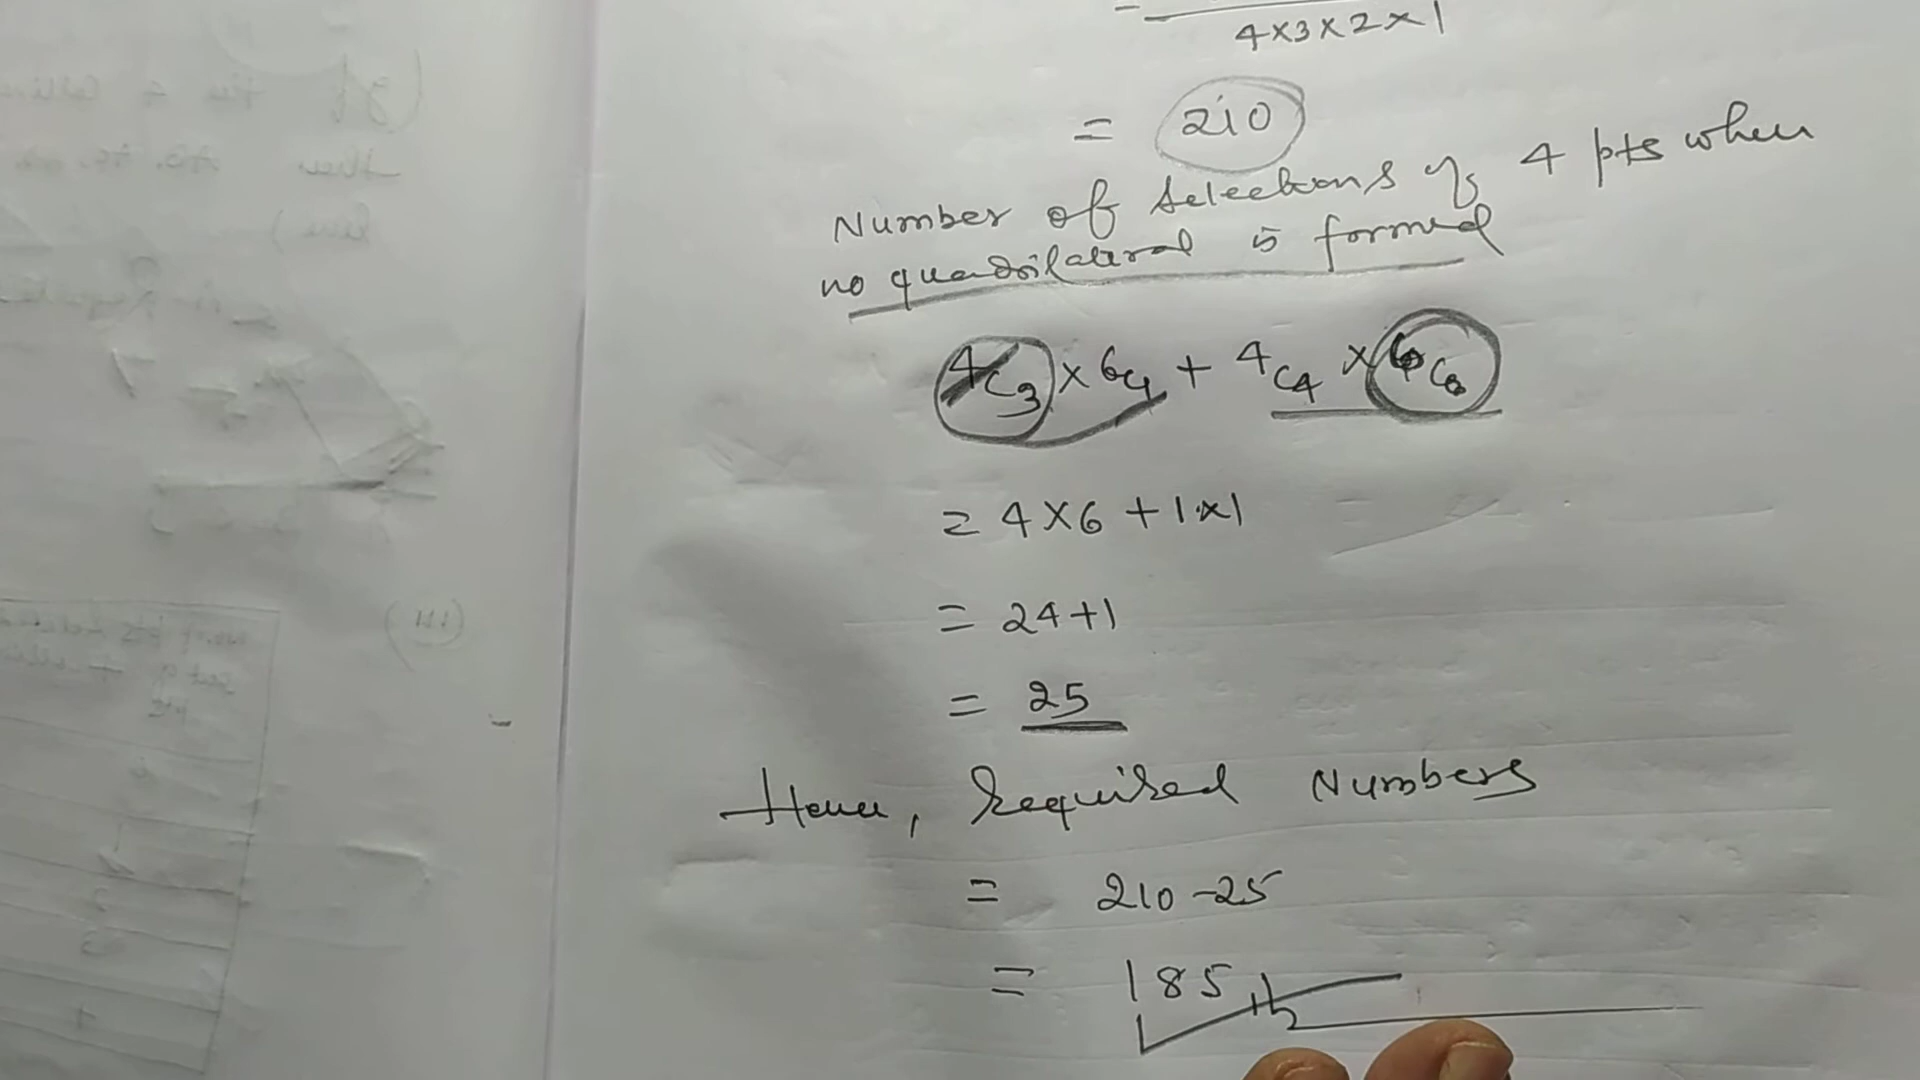 4×3×2×1
= 210
Number of selections of 4 pts when
no quadrilateral is formed
4C3 × 6C1 + 4C4 × 6C0
= 4×6 + 1×1
= 24+1
= 25
Hence, Required Numbers
= 210-25
= 185